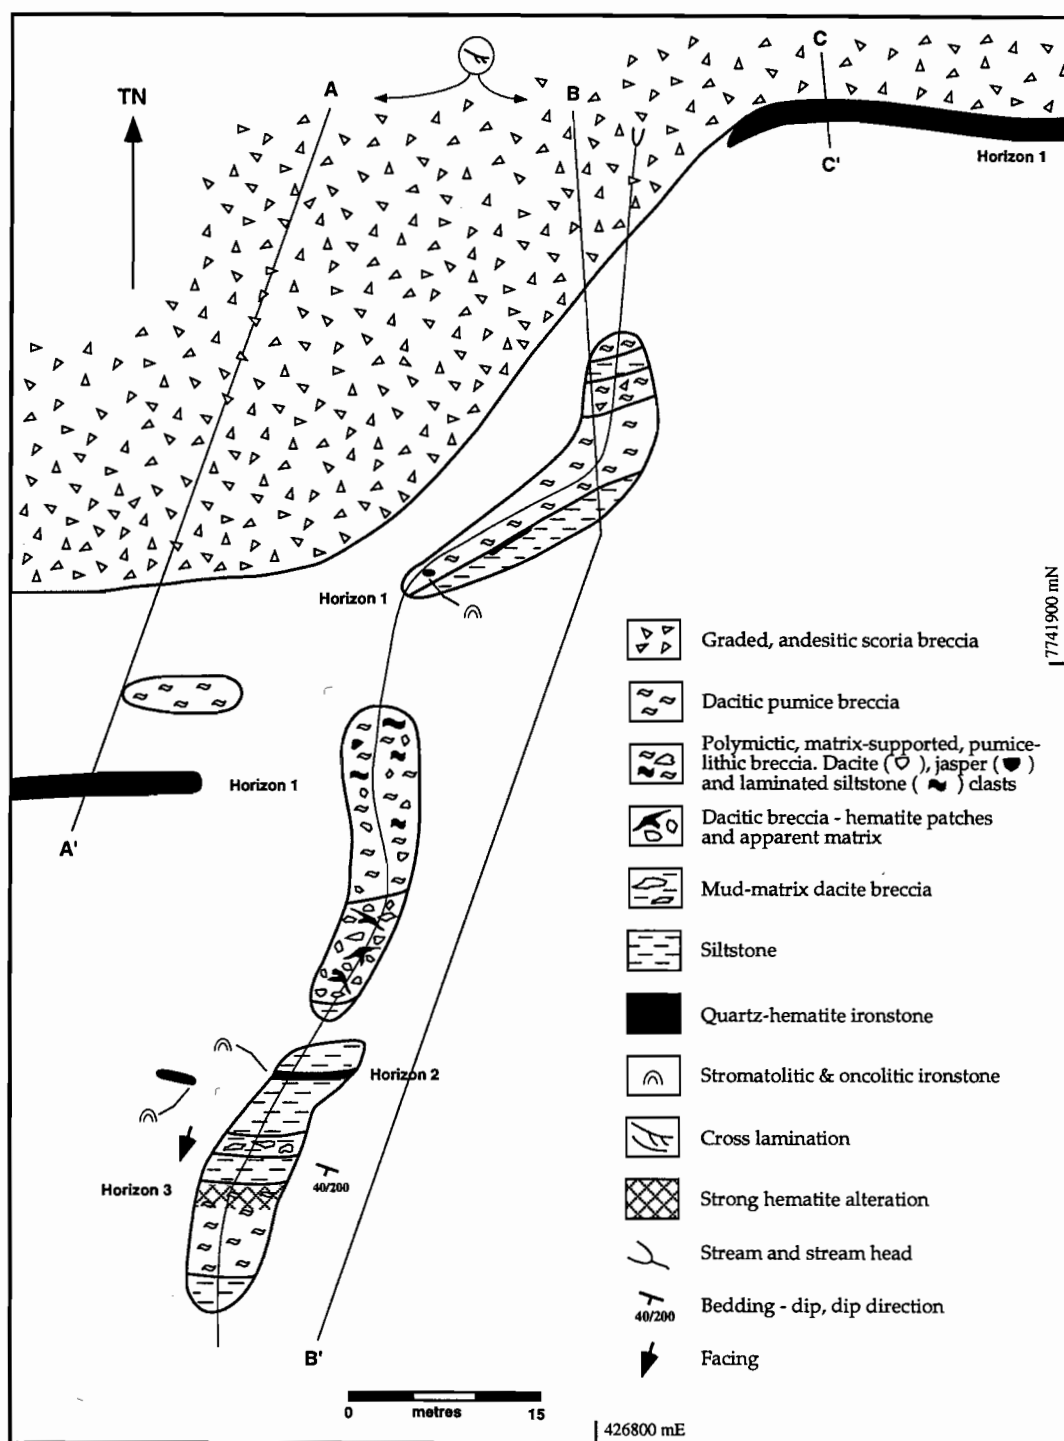 TN
A
B
C
C'
Horizon 1
Horizon 1
7741900 mN
Horizon 1
A'
Horizon 2
Horizon 3
40/200
B'
Graded, andesitic scoria breccia
Dacitic pumice breccia
Polymictic, matrix-supported, pumice-
lithic breccia. Dacite ( ), jasper ( )
and laminated siltstone ( ) clasts
Dacitic breccia - hematite patches
and apparent matrix
Mud-matrix dacite breccia
Siltstone
Quartz-hematite ironstone
Stromatolitic & oncolitic ironstone
Cross lamination
Strong hematite alteration
Stream and stream head
40/200
Bedding - dip, dip direction
Facing
0 metres 15
426800 mE